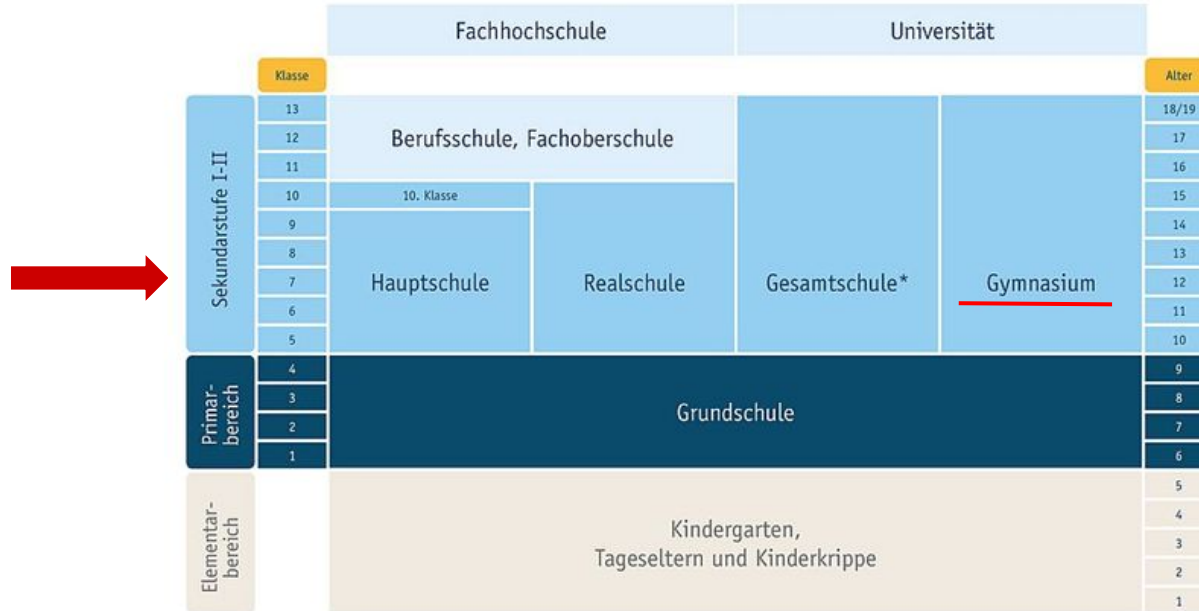 Fachhochschule Universität
Klasse Alter
13 18/19
12 Berufsschule, Fachoberschule 17
11 16
10 10. Klasse 15
9 14
8 13
7 Hauptschule Realschule Gesamtschule* Gymnasium 12
6 11
5 10
Sekundarstufe I-II
4 9
3 8
Grundschule
2 7
1 6
Primar-
bereich
5
4
Kindergarten,
3
Tageseltern und Kinderkrippe
2
1
Elementar-
bereich